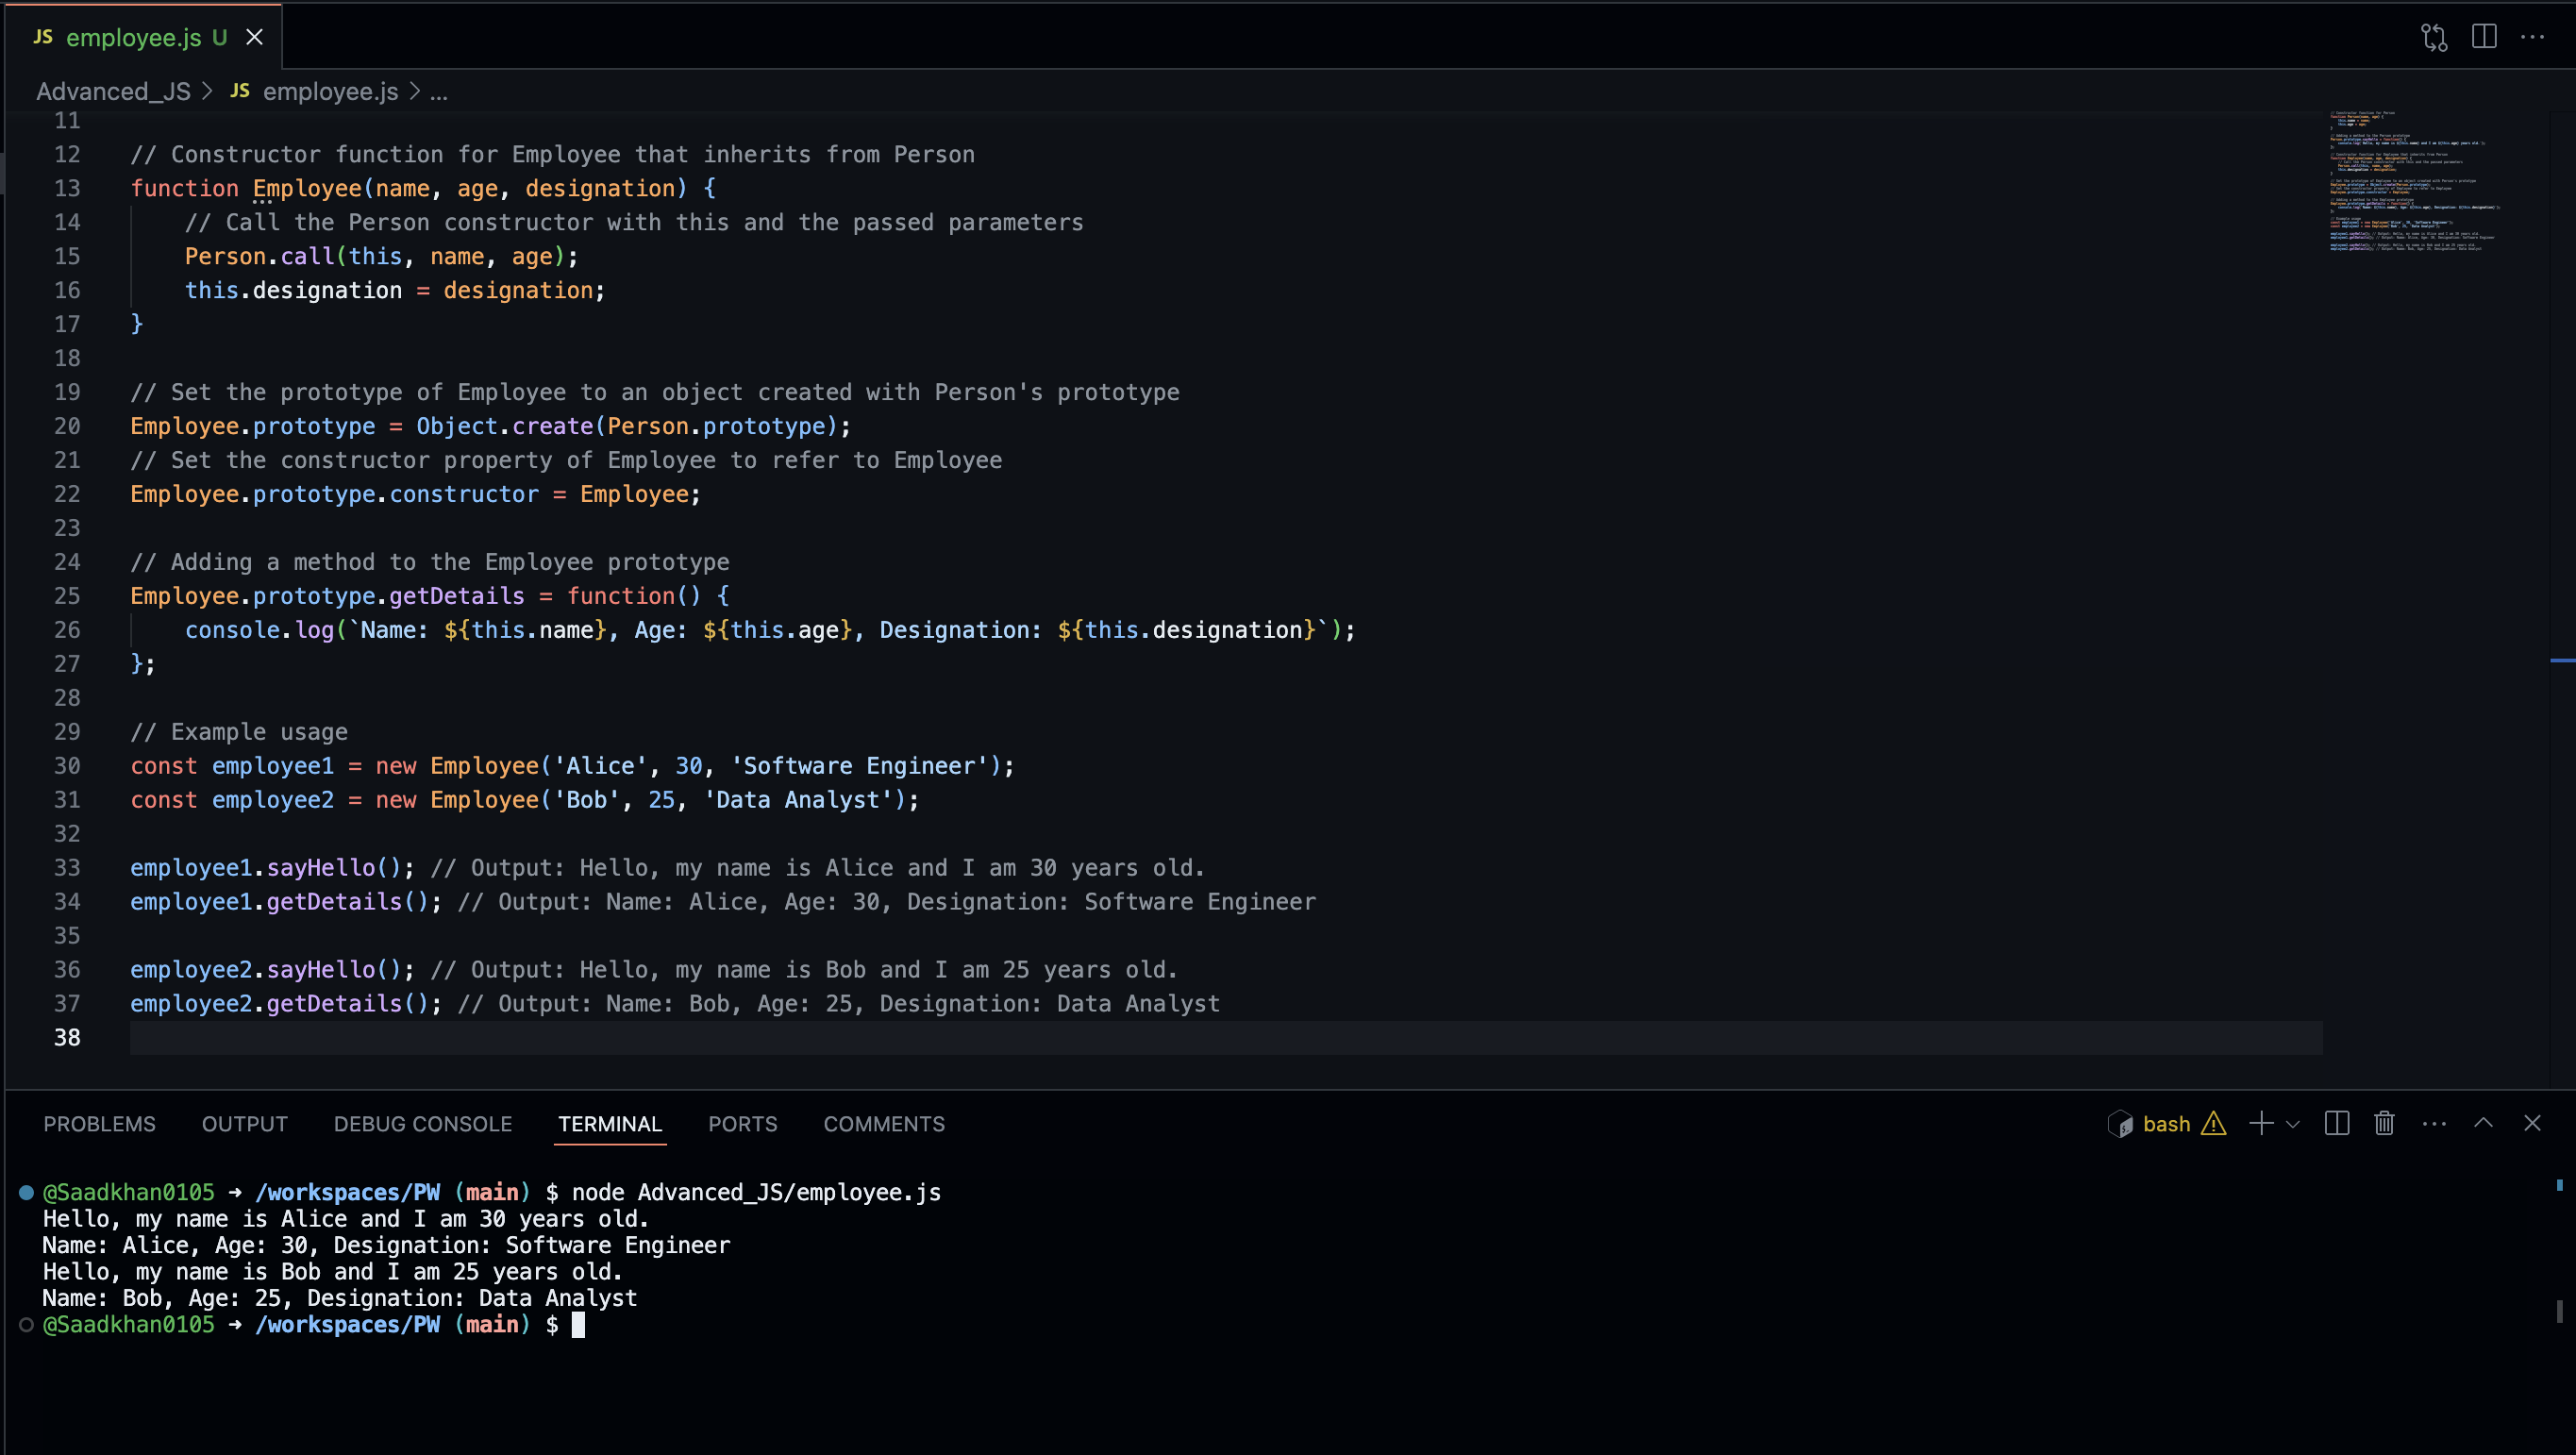 JS employee.js U
Advanced_JS > JS employee.js > ...
11
12 // Constructor function for Employee that inherits from Person
13 function Employee(name, age, designation) {
14     // Call the Person constructor with this and the passed parameters
15     Person.call(this, name, age);
16     this.designation = designation;
17 }
18
19 // Set the prototype of Employee to an object created with Person's prototype
20 Employee.prototype = Object.create(Person.prototype);
21 // Set the constructor property of Employee to refer to Employee
22 Employee.prototype.constructor = Employee;
23
24 // Adding a method to the Employee prototype
25 Employee.prototype.getDetails = function() {
26     console.log(`Name: ${this.name}, Age: ${this.age}, Designation: ${this.designation}`);
27 };
28
29 // Example usage
30 const employee1 = new Employee('Alice', 30, 'Software Engineer');
31 const employee2 = new Employee('Bob', 25, 'Data Analyst');
32
33 employee1.sayHello(); // Output: Hello, my name is Alice and I am 30 years old.
34 employee1.getDetails(); // Output: Name: Alice, Age: 30, Designation: Software Engineer
35
36 employee2.sayHello(); // Output: Hello, my name is Bob and I am 25 years old.
37 employee2.getDetails(); // Output: Name: Bob, Age: 25, Designation: Data Analyst
38
PROBLEMS OUTPUT DEBUG CONSOLE TERMINAL PORTS COMMENTS bash
@Saadkhan0105 → /workspaces/PW (main) $ node Advanced_JS/employee.js
Hello, my name is Alice and I am 30 years old.
Name: Alice, Age: 30, Designation: Software Engineer
Hello, my name is Bob and I am 25 years old.
Name: Bob, Age: 25, Designation: Data Analyst
@Saadkhan0105 → /workspaces/PW (main) $